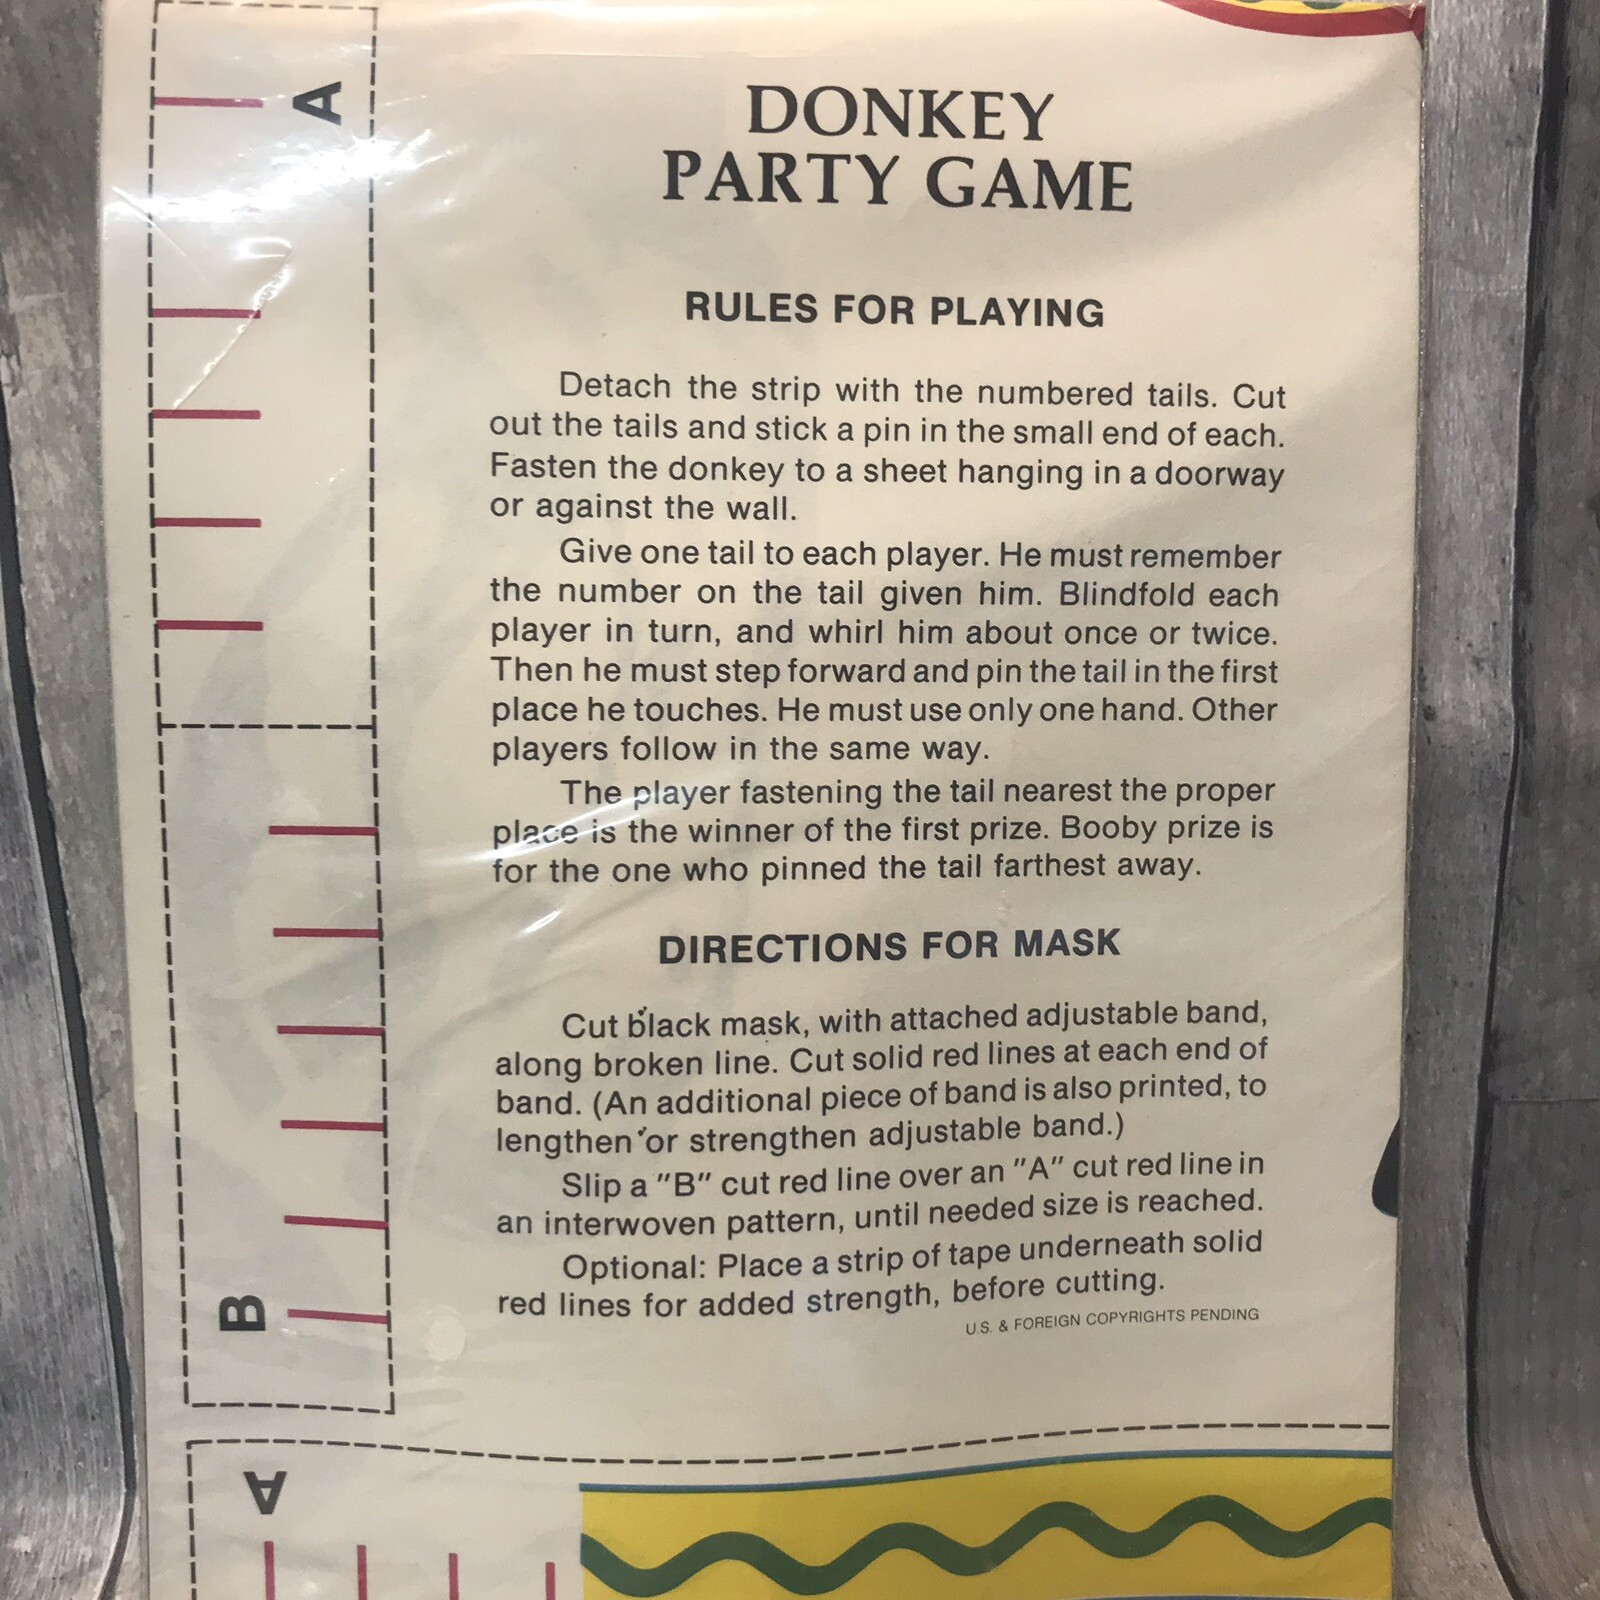 A
DONKEY
PARTY GAME
RULES FOR PLAYING
Detach the strip with the numbered tails. Cut
out the tails and stick a pin in the small end of each.
Fasten the donkey to a sheet hanging in a doorway
or against the wall.
Give one tail to each player. He must remember
the number on the tail given him. Blindfold each
player in turn, and whirl him about once or twice.
Then he must step forward and pin the tail in the first
place he touches. He must use only one hand. Other
players follow in the same way.
The player fastening the tail nearest the proper
place is the winner of the first prize. Booby prize is
for the one who pinned the tail farthest away.
DIRECTIONS FOR MASK
Cut black mask, with attached adjustable band,
along broken line. Cut solid red lines at each end of
band. (An additional piece of band is also printed, to
lengthen or strengthen adjustable band.)
Slip a "B" cut red line over an "A" cut red line in
an interwoven pattern, until needed size is reached.
Optional: Place a strip of tape underneath solid
red lines for added strength, before cutting.
U.S. & FOREIGN COPYRIGHTS PENDING
B
A